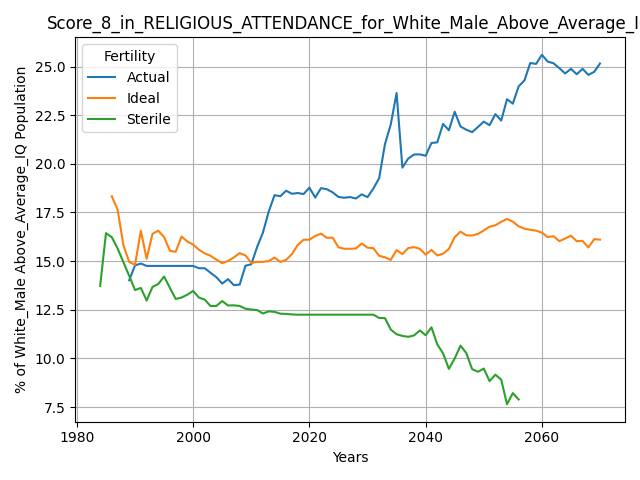 Score_8_in_RELIGIOUS_ATTENDANCE_for_White_Male_Above_Average_I
Fertility
Actual
Ideal
Sterile
% of White_Male Above_Average_IQ Population
25.0
22.5
20.0
17.5
15.0
12.5
10.0
7.5
1980
2000
2020
2040
2060
Years